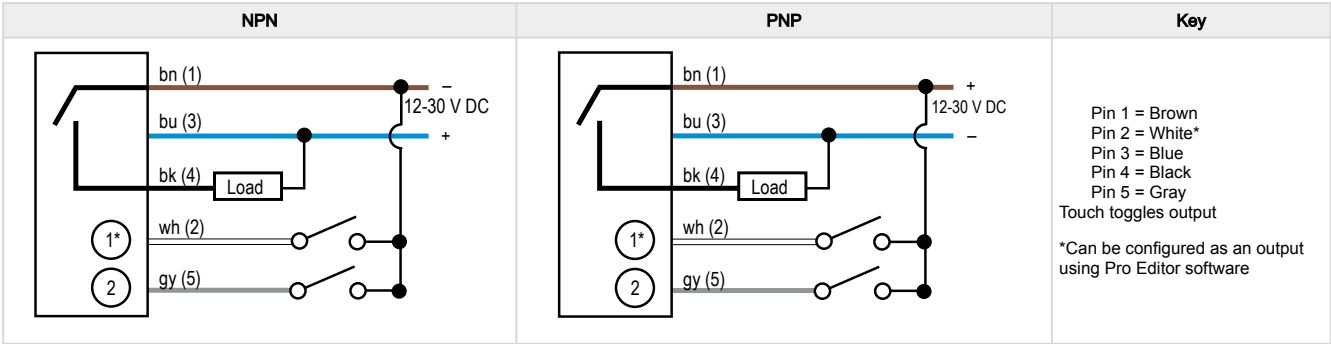 NPN
PNP
Key
bn (1)
–
12-30 V DC
bu (3)
+
bk (4)
Load
1*
wh (2)
2
gy (5)
bn (1)
+
12-30 V DC
bu (3)
–
bk (4)
Load
1*
wh (2)
2
gy (5)
Pin 1 = Brown
Pin 2 = White*
Pin 3 = Blue
Pin 4 = Black
Pin 5 = Gray
Touch toggles output
*Can be configured as an output
using Pro Editor software